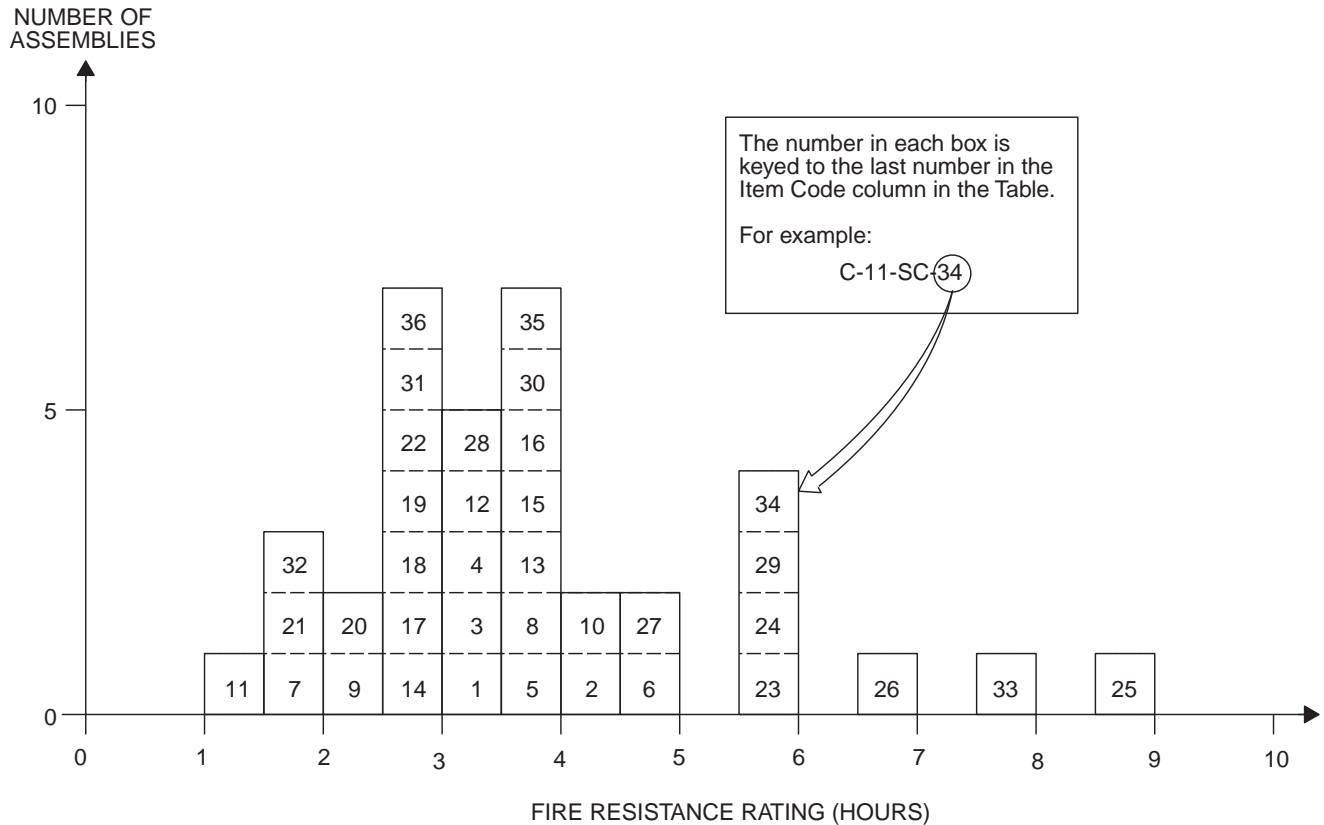 NUMBER OF
ASSEMBLIES
10
The number in each box is
keyed to the last number in the
Item Code column in the Table.
For example:
C-11-SC-34
36 35
31 30
5
22 28 16
19 12 15 34
32 18 4 13 29
21 20 17 3 8 10 27 24
11 7 9 14 1 5 2 6 23 26 33 25
0
0 1 2 3 4 5 6 7 8 9 10
FIRE RESISTANCE RATING (HOURS)